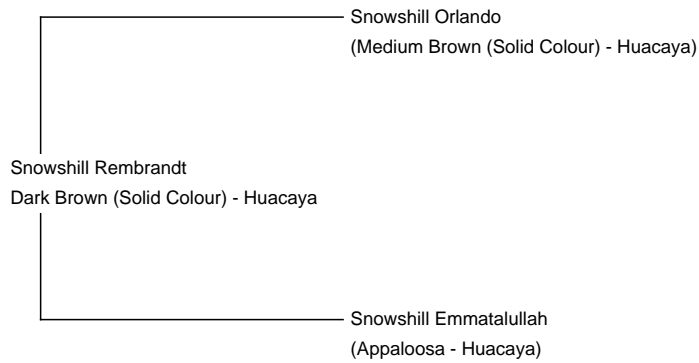 Snowshill Orlando
(Medium Brown (Solid Colour) - Huacaya)
Snowshill Rembrandt
Dark Brown (Solid Colour) - Huacaya
Snowshill Emmatalullah
(Appaloosa - Huacaya)